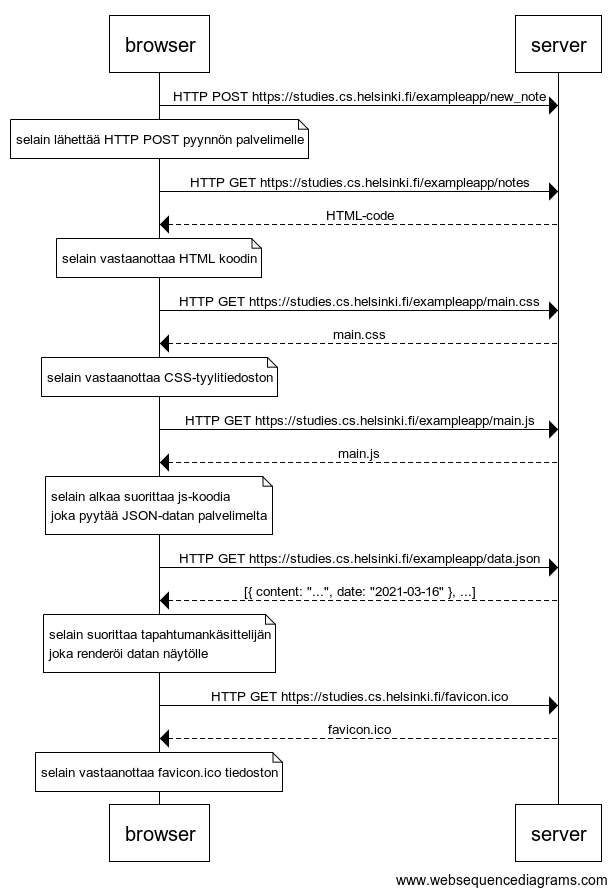 browser
server
HTTP POST https://studies.cs.helsinki.fi/exampleapp/new_note
selain lähettää HTTP POST pyynnön palvelimelle
HTTP GET https://studies.cs.helsinki.fi/exampleapp/notes
HTML-code
selain vastaanottaa HTML koodin
HTTP GET https://studies.cs.helsinki.fi/exampleapp/main.css
main.css
selain vastaanottaa CSS-tyylitiedoston
HTTP GET https://studies.cs.helsinki.fi/exampleapp/main.js
main.js
selain alkaa suorittaa js-koodia
joka pyytää JSON-datan palvelimelta
HTTP GET https://studies.cs.helsinki.fi/exampleapp/data.json
[{ content: "...", date: "2021-03-16" }, ...]
selain suorittaa tapahtumankäsittelijän
joka renderöi datan näytölle
HTTP GET https://studies.cs.helsinki.fi/favicon.ico
favicon.ico
selain vastaanottaa favicon.ico tiedoston
browser
server
www.websequencediagrams.com